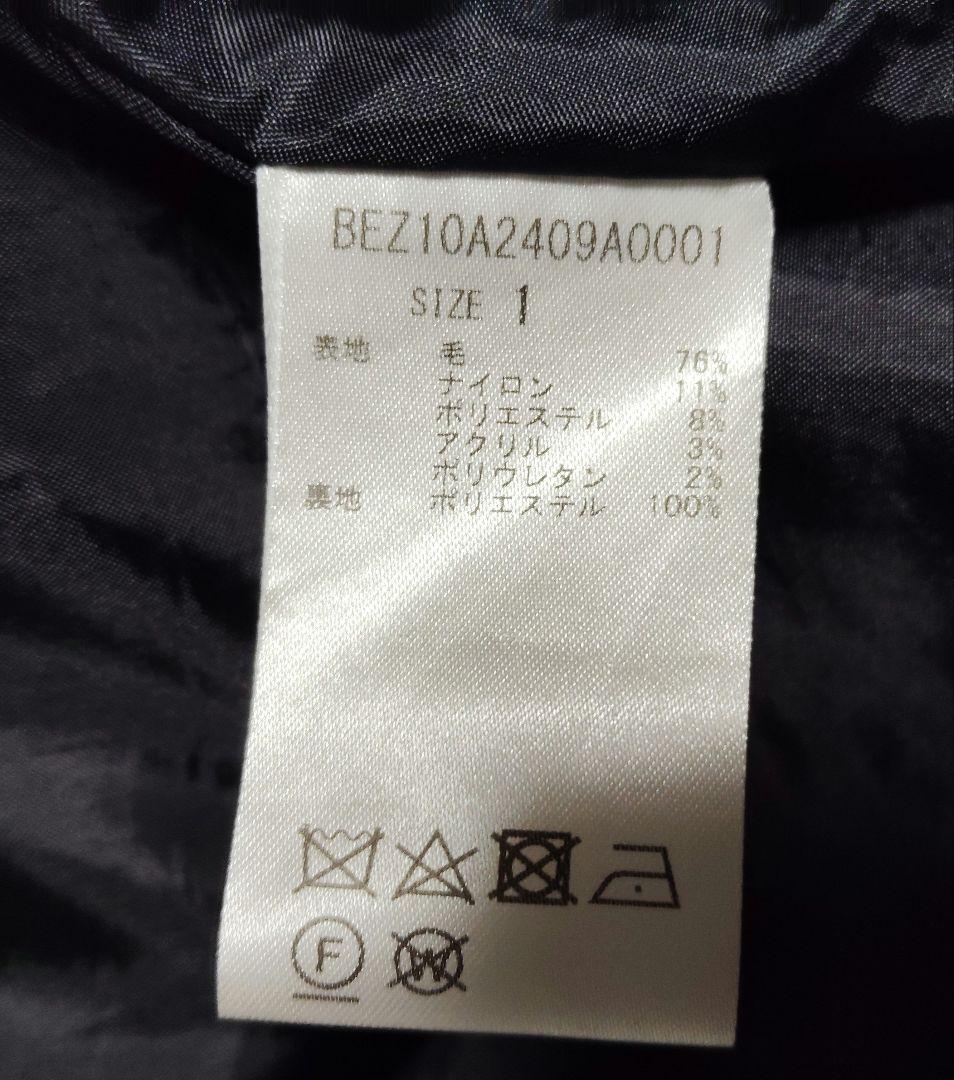 BEZ10A2409A0001
SIZE 1
表地 毛 76%
ナイロン 11%
ポリエステル 8%
アクリル 3%
ポリウレタン 2%
裏地 ポリエステル 100%
F W